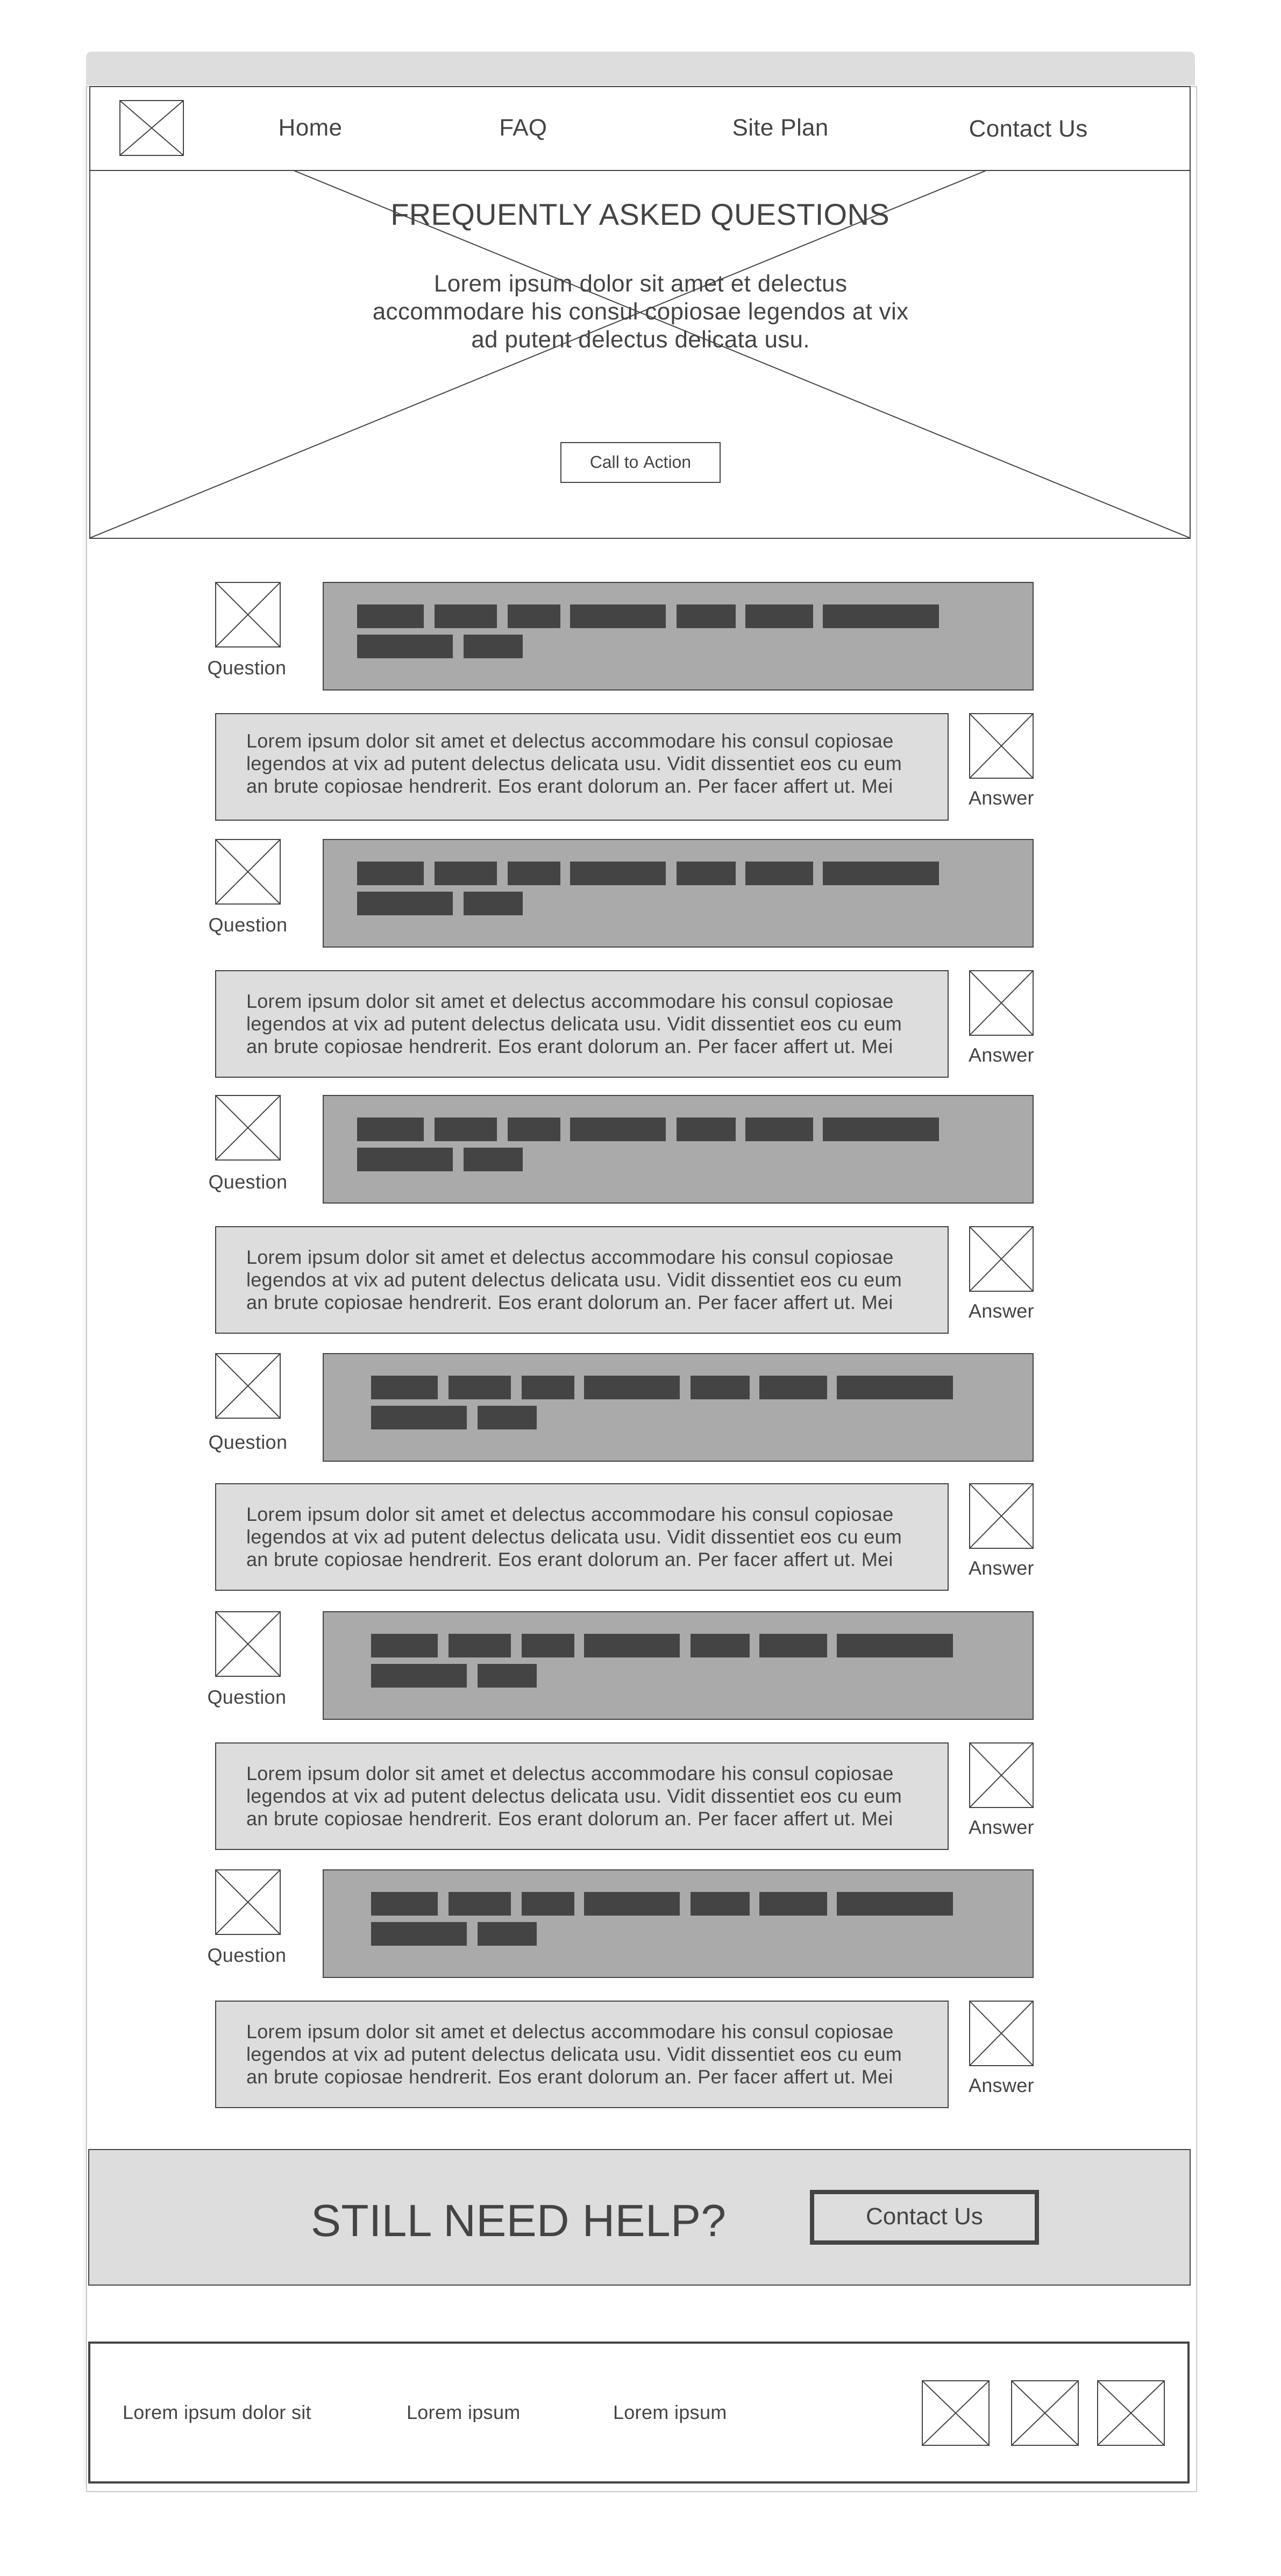 Home FAQ Site Plan Contact Us
FREQUENTLY ASKED QUESTIONS
Lorem ipsum dolor sit amet et delectus
accommodare his consul copiosae legendos at vix
ad putent delectus delicata usu.
Call to Action
Question
Lorem ipsum dolor sit amet et delectus accommodare his consul copiosae
legendos at vix ad putent delectus delicata usu. Vidit dissentiet eos cu eum
an brute copiosae hendrerit. Eos erant dolorum an. Per facer affert ut. Mei
Answer
Question
Lorem ipsum dolor sit amet et delectus accommodare his consul copiosae
legendos at vix ad putent delectus delicata usu. Vidit dissentiet eos cu eum
an brute copiosae hendrerit. Eos erant dolorum an. Per facer affert ut. Mei
Answer
Question
Lorem ipsum dolor sit amet et delectus accommodare his consul copiosae
legendos at vix ad putent delectus delicata usu. Vidit dissentiet eos cu eum
an brute copiosae hendrerit. Eos erant dolorum an. Per facer affert ut. Mei
Answer
Question
Lorem ipsum dolor sit amet et delectus accommodare his consul copiosae
legendos at vix ad putent delectus delicata usu. Vidit dissentiet eos cu eum
an brute copiosae hendrerit. Eos erant dolorum an. Per facer affert ut. Mei
Answer
Question
Lorem ipsum dolor sit amet et delectus accommodare his consul copiosae
legendos at vix ad putent delectus delicata usu. Vidit dissentiet eos cu eum
an brute copiosae hendrerit. Eos erant dolorum an. Per facer affert ut. Mei
Answer
Question
Lorem ipsum dolor sit amet et delectus accommodare his consul copiosae
legendos at vix ad putent delectus delicata usu. Vidit dissentiet eos cu eum
an brute copiosae hendrerit. Eos erant dolorum an. Per facer affert ut. Mei
Answer
STILL NEED HELP? Contact Us
Lorem ipsum dolor sit Lorem ipsum Lorem ipsum